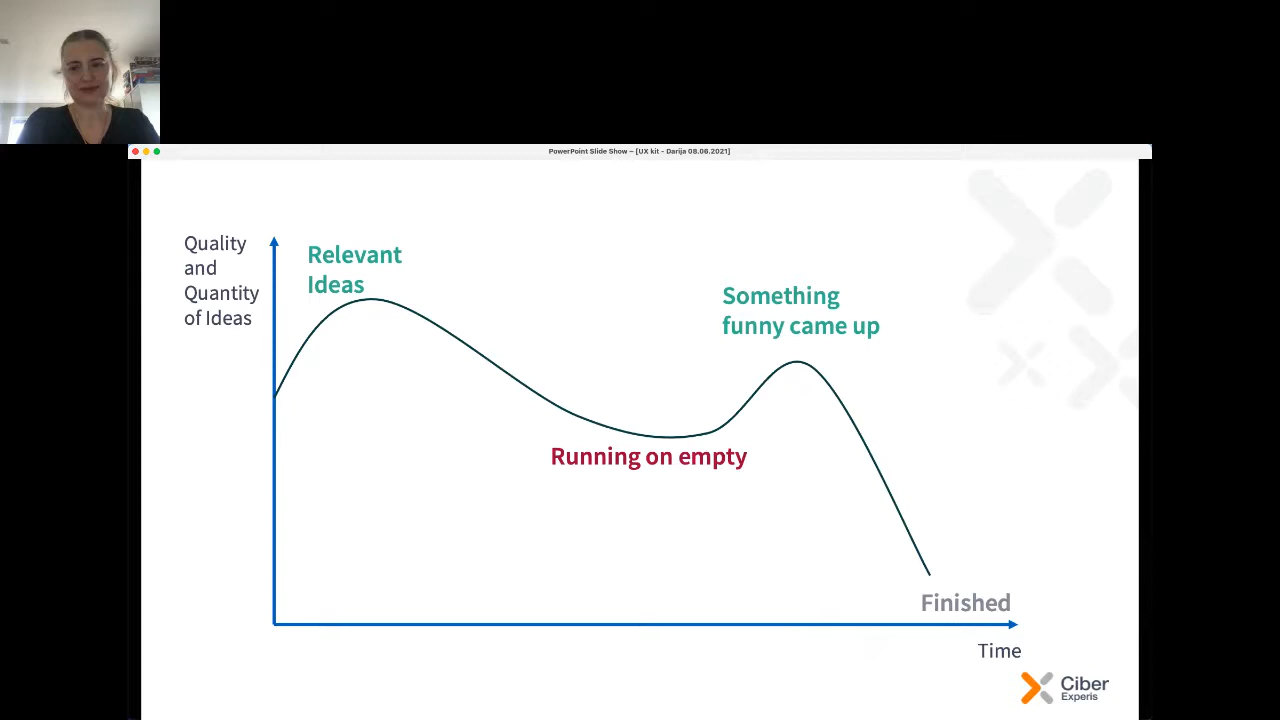 PowerPoint Slide Show – [UX kit - Darija 08.06.2021]
Quality
and
Quantity
of Ideas
Relevant
Ideas
Something
funny came up
Running on empty
Finished
Time
Ciber
Experis